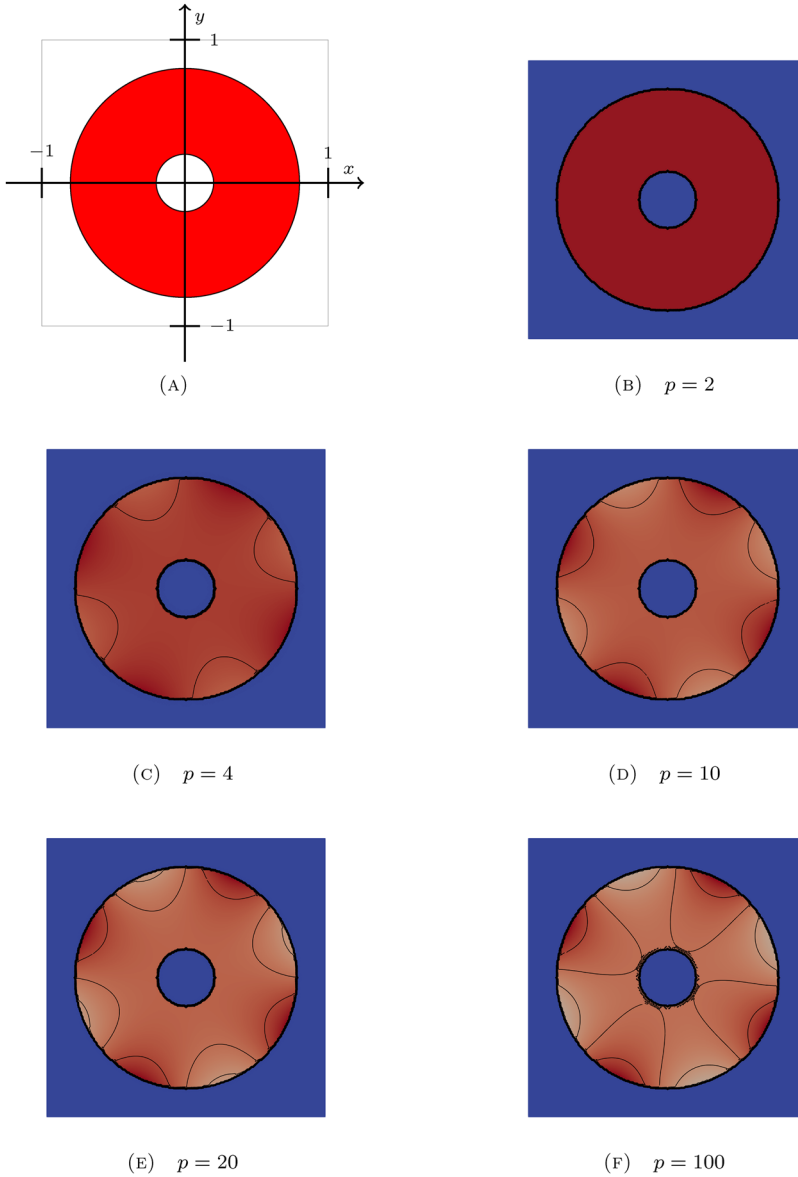 y
1
−1
1
x
−1
(A)
(B) p = 2
(C) p = 4
(D) p = 10
(E) p = 20
(F) p = 100